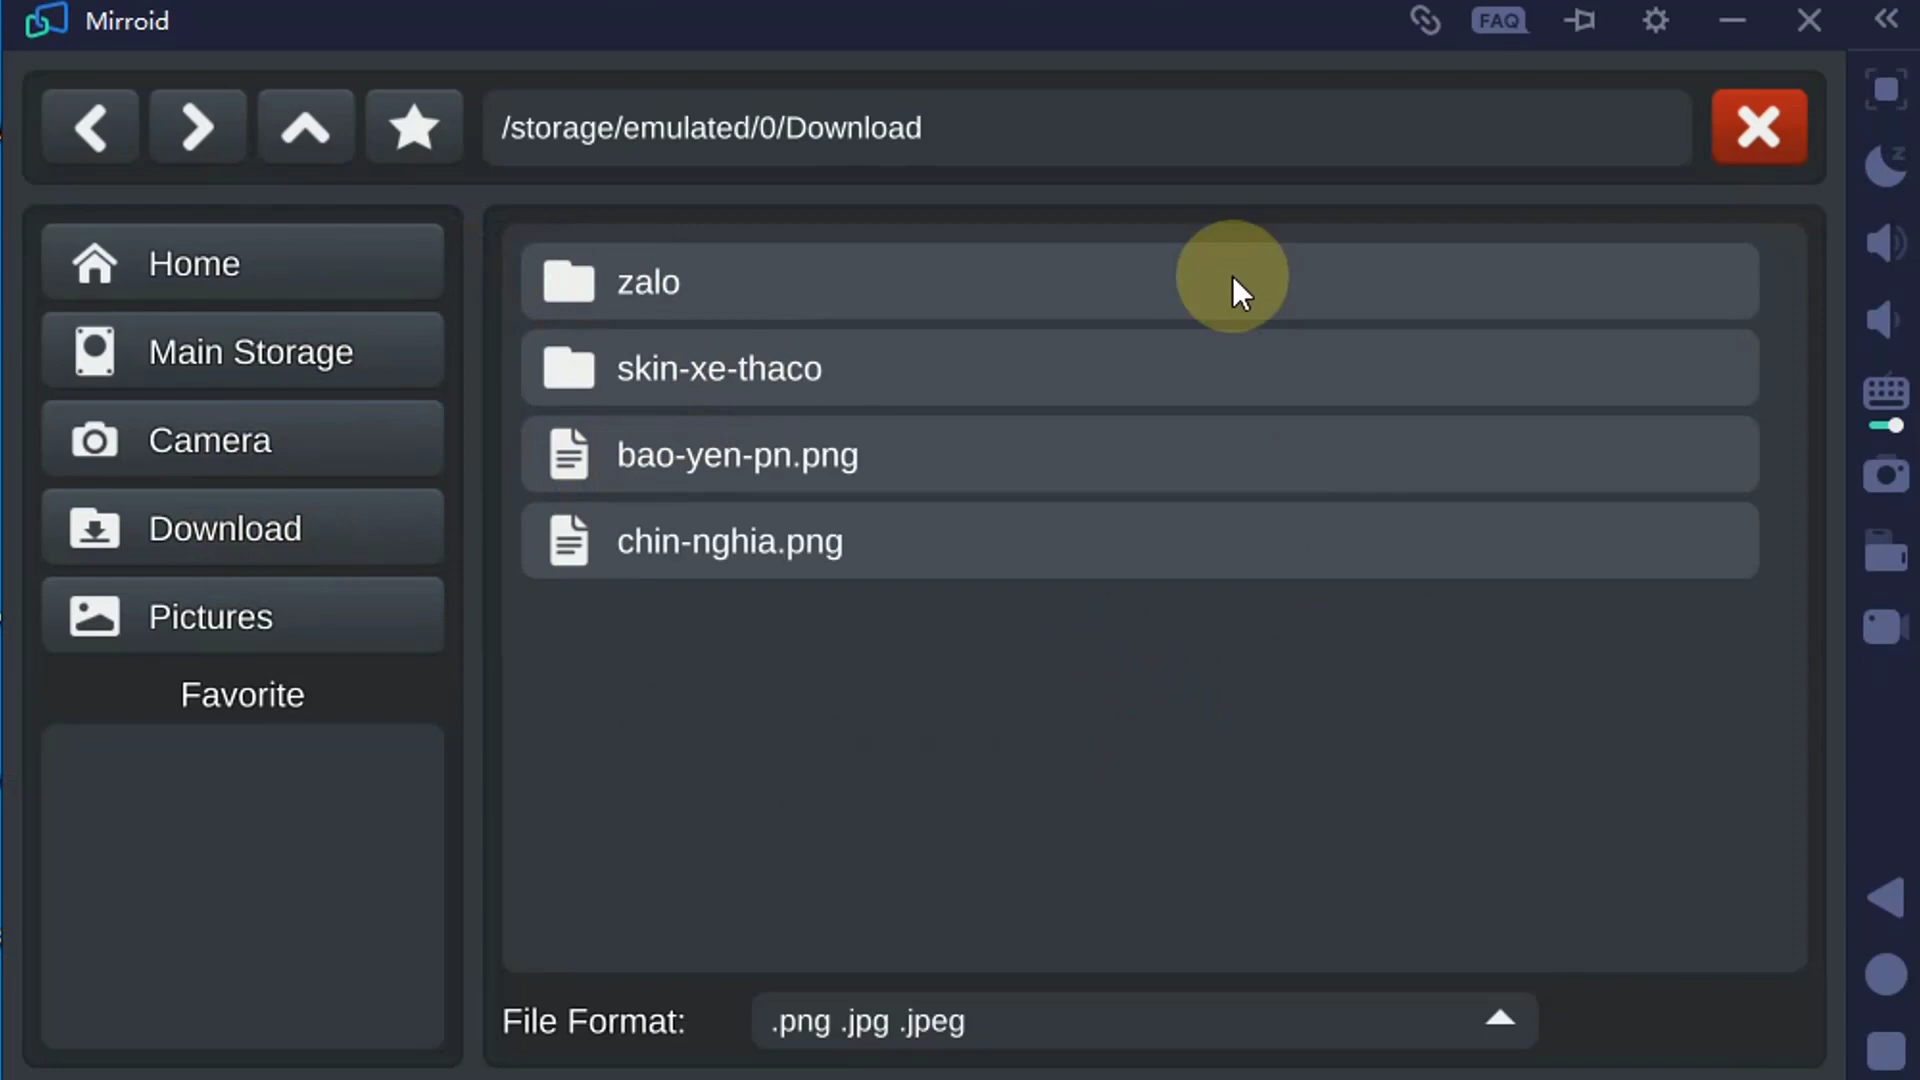 Mirroid
FAQ
/storage/emulated/0/Download
Home
Main Storage
Camera
Download
Pictures
Favorite
zalo
skin-xe-thaco
bao-yen-pn.png
chin-nghia.png
File Format:
.png .jpg .jpeg